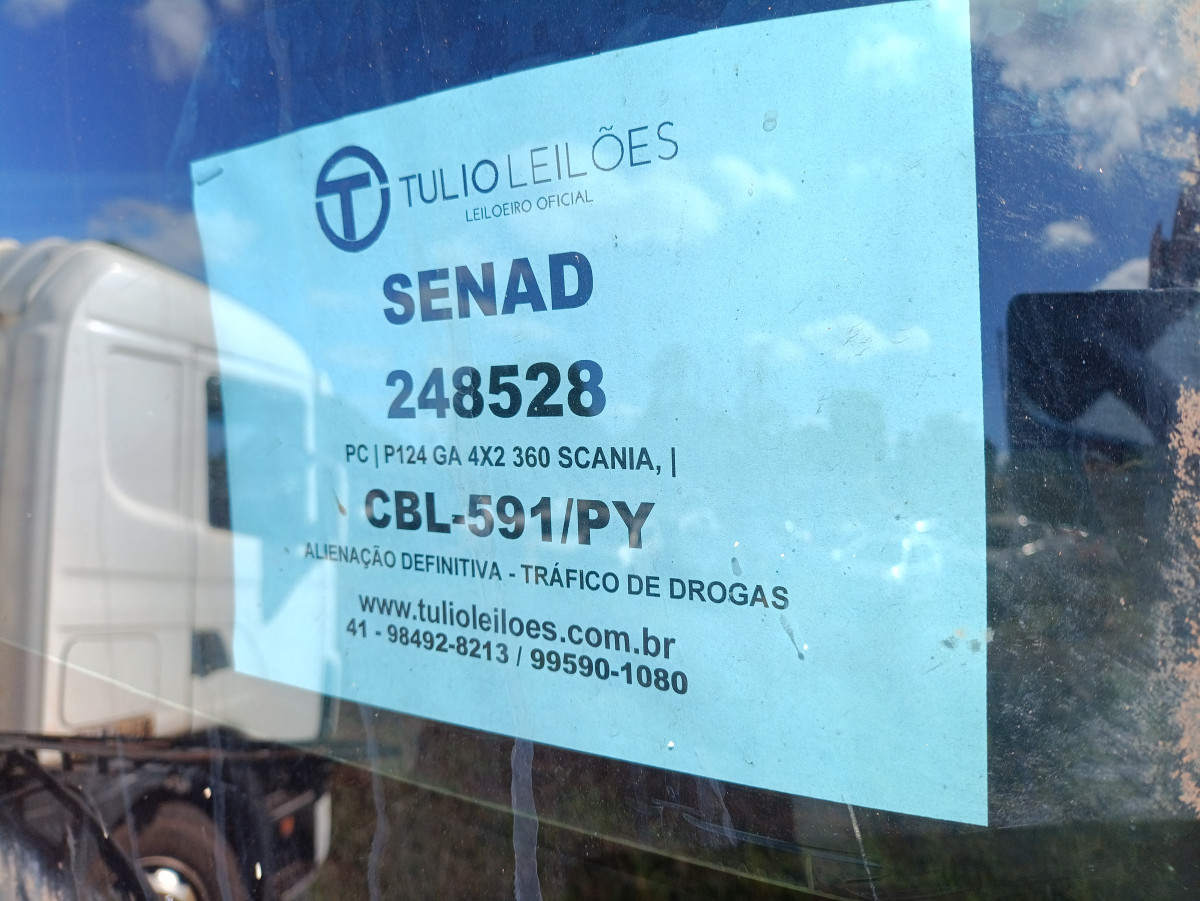 TULIO LEILÕES
LEILOEIRO OFICIAL
SENAD
248528
PC | P124 GA 4X2 360 SCANIA, |
CBL-591/PY
ALIENAÇÃO DEFINITIVA - TRÁFICO DE DROGAS
www.tulioleiloes.com.br
41 - 98492-8213 / 99590-1080